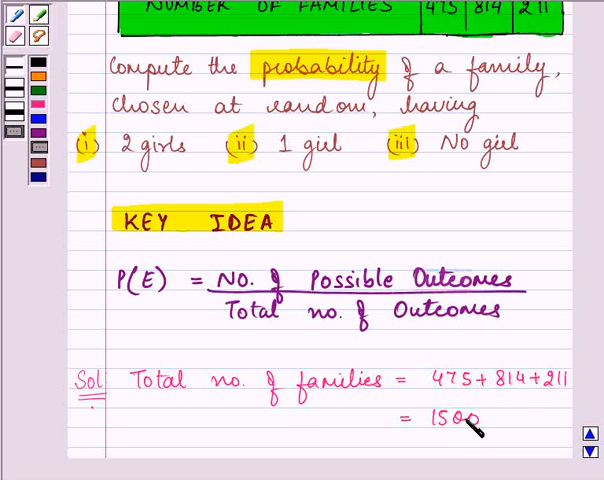 NUMBER OF FAMILIES 475 814 211
Compute the probability of a family,
chosen at random, having
(i) 2 girls (ii) 1 girl (iii) No girl
KEY IDEA
P(E) = No. of Possible Outcomes
Total no. of Outcomes
Sol Total no. of families = 475+814+211
= 1500